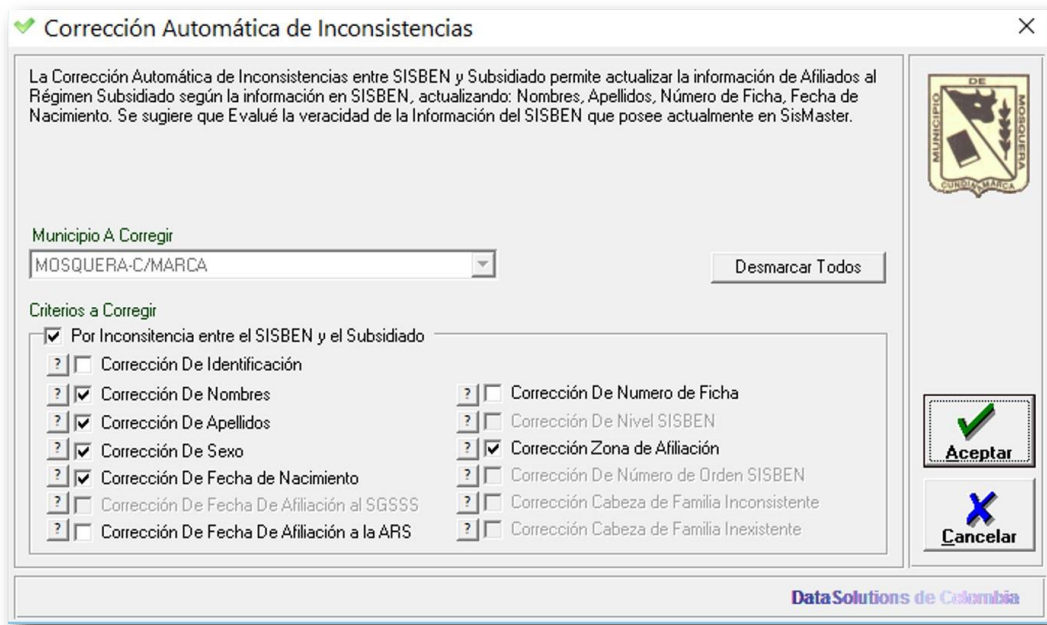 Corrección Automática de Inconsistencias
La Corrección Automática de Inconsistencias entre SISBEN y Subsidiado permite actualizar la información de Afiliados al
Régimen Subsidiado según la información en SISBEN, actualizando: Nombres, Apellidos, Número de Ficha, Fecha de
Nacimiento. Se sugiere que Evalué la veracidad de la Información del SISBEN que posee actualmente en SisMaster.
DE
MUNICIPIO
MOSQUERA
CUNDINAMARCA
Municipio A Corregir
MOSQUERA-C/MARCA
Desmarcar Todos
Criterios a Corregir
Por Inconsitencia entre el SISBEN y el Subsidiado
? Corrección De Identificación
? Corrección De Nombres
? Corrección De Apellidos
? Corrección De Sexo
? Corrección De Fecha de Nacimiento
? Corrección De Fecha De Afiliación al SGSSS
? Corrección De Fecha De Afiliación a la ARS
? Corrección De Numero de Ficha
? Corrección De Nivel SISBEN
? Corrección Zona de Afiliación
? Corrección De Número de Orden SISBEN
? Corrección Cabeza de Familia Inconsistente
? Corrección Cabeza de Familia Inexistente
Aceptar
Cancelar
DataSolutions de Colombia